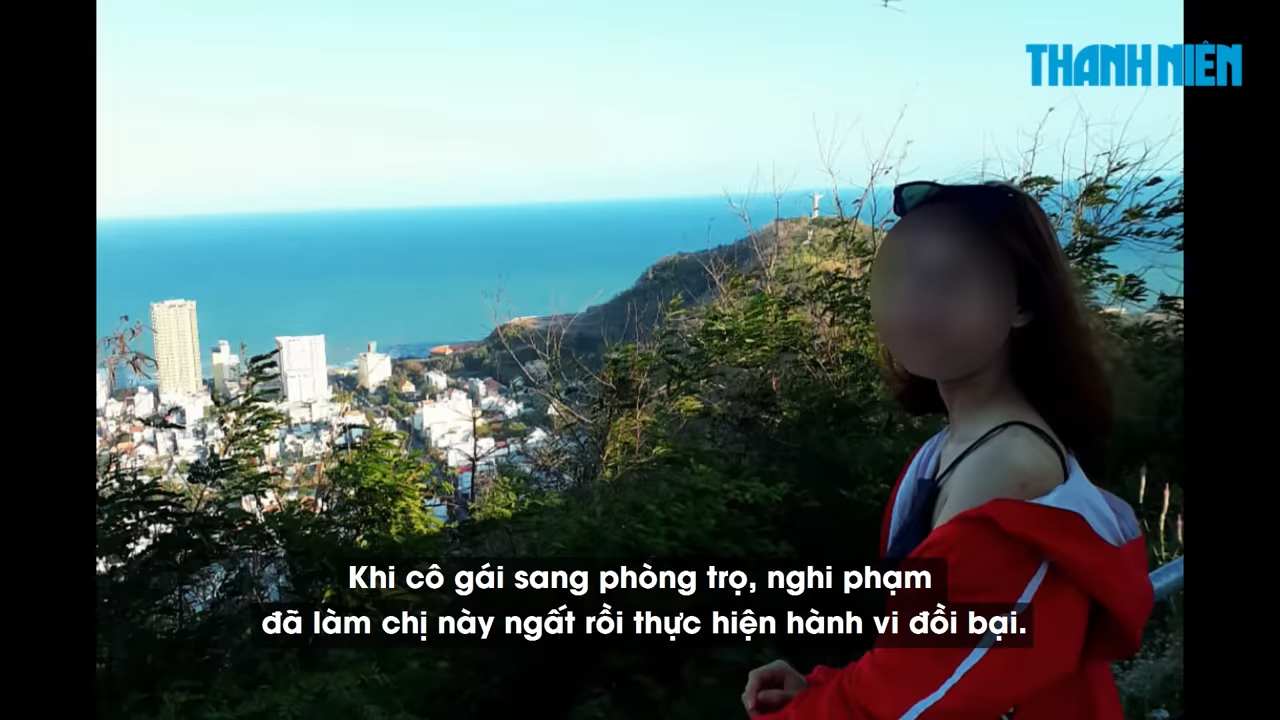 THANH NIÊN
Khi cô gái sang phòng trọ, nghi phạm
đã làm chị này ngất rồi thực hiện hành vi đồi bại.